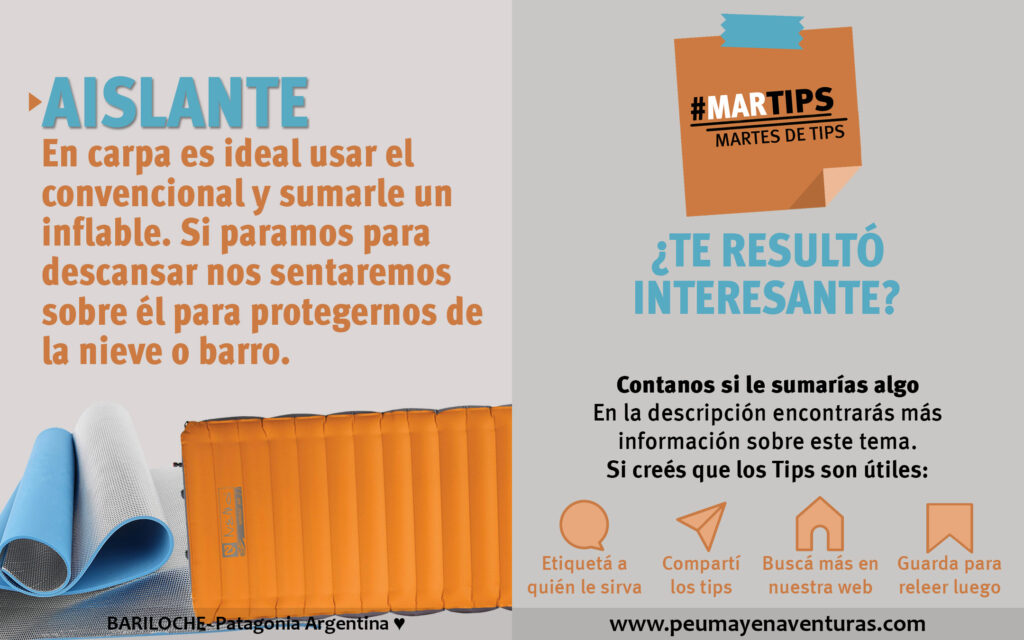 AISLANTE
En carpa es ideal usar el
convencional y sumarle un
inflable. Si paramos para
descansar nos sentaremos
sobre él para protegernos de
la nieve o barro.
BARILOCHE- Patagonia Argentina ♥
#MARTIPS
MARTES DE TIPS
¿TE RESULTÓ
INTERESANTE?
Contanos si le sumarías algo
En la descripción encontrarás más
información sobre este tema.
Si creés que los Tips son útiles:
Etiquetá a
quién le sirva
Compartí
los tips
Buscá más en
nuestra web
Guarda para
releer luego
www.peumayenaventuras.com